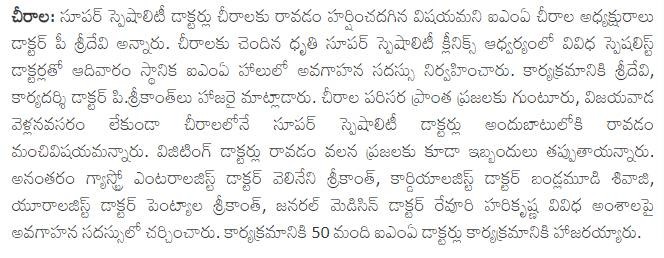 చీరాల: సూపర్ స్పెషాలిటీ డాక్టర్లు చీరాలకు రావడం హర్షించదగిన విషయమని ఐఎంఏ చీరాల అధ్యక్షురాలు
డాక్టర్ పీ శ్రీదేవి అన్నారు. చీరాలకు చెందిన ధృతి సూపర్ స్పెషాలిటీ క్లీనిక్స్ ఆధ్వర్యంలో వివిధ స్పెషలిస్ట్
డాక్టర్లతో ఆదివారం స్థానిక ఐఎంఏ హాలులో అవగాహన సదస్సు నిర్వహించారు. కార్యక్రమానికి శ్రీదేవి,
కార్యదర్శి డాక్టర్ పి.శ్రీకాంత్‌లు హాజరై మాట్లాడారు. చీరాల పరిసర ప్రాంత ప్రజలకు గుంటూరు, విజయవాడ
వెళ్లనవసరం లేకుండా చీరాలలోనే సూపర్ స్పెషాలిటీ డాక్టర్లు అందుబాటులోకి రావడం
మంచివిషయమన్నారు. విజిటింగ్ డాక్టర్లు రావడం వలన ప్రజలకు కూడా ఇబ్బందులు తప్పుతాయన్నారు.
అనంతరం గ్యాస్ట్రో ఎంటరాలజిస్ట్ డాక్టర్ వెలినేని శ్రీకాంత్, కార్డియాలజిస్ట్ డాక్టర్ బండ్లమూడి శివాజి,
యూరాలజిస్ట్ డాక్టర్ పెంట్యాల శ్రీకాంత్, జనరల్ మెడిసిన్ డాక్టర్ రేవూరి హరికృష్ణ వివిధ అంశాలపై
అవగాహన సదస్సులో చర్చించారు. కార్యక్రమానికి 50 మంది ఐఎంఏ డాక్టర్లు కార్యక్రమానికి హాజరయ్యారు.